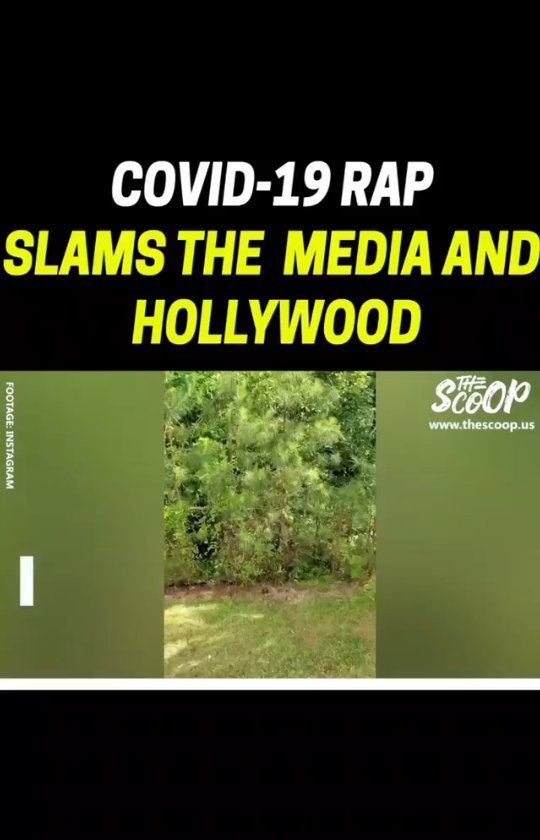 COVID-19 RAP
SLAMS THE MEDIA AND
HOLLYWOOD
FOOTAGE: INSTAGRAM
THE
SCOOP
www.thescoop.us